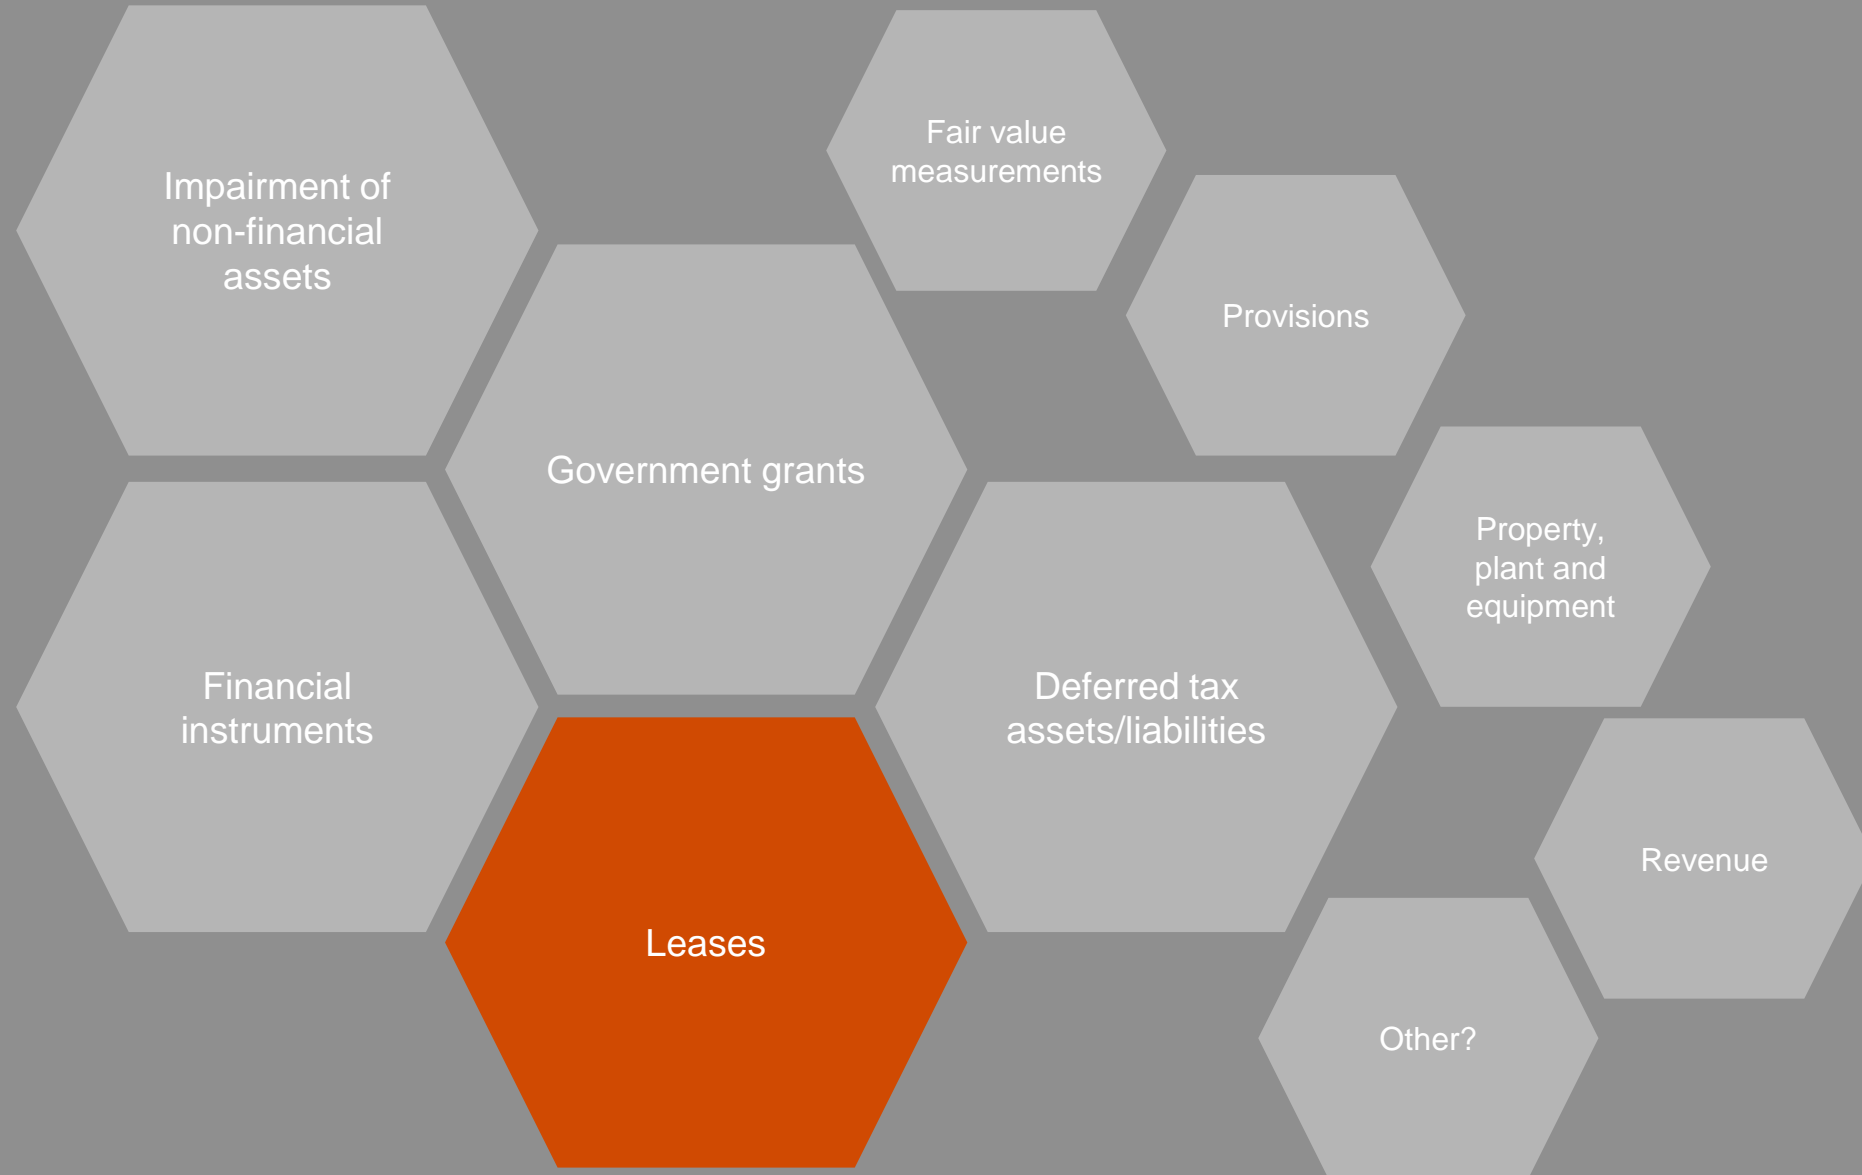 Impairment of
non-financial
assets
Fair value
measurements
Provisions
Government grants
Property,
plant and
equipment
Financial
instruments
Deferred tax
assets/liabilities
Leases
Revenue
Other?